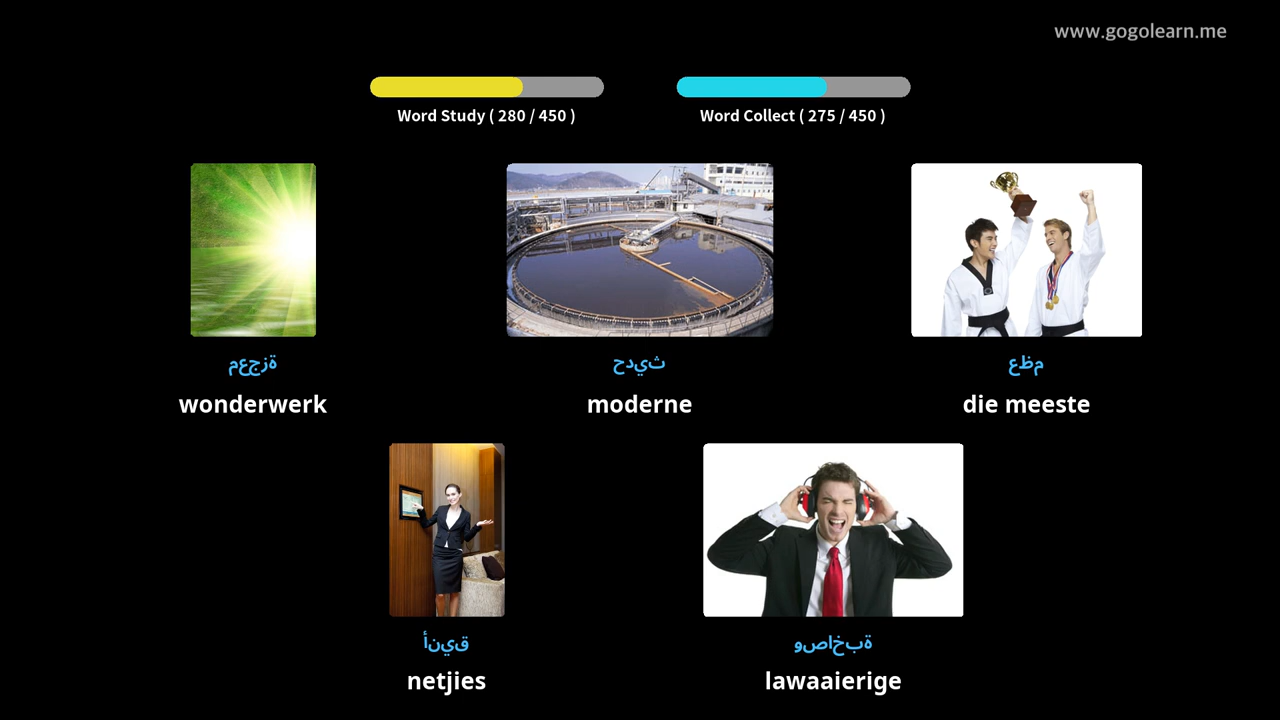 www.gogolearn.me
Word Study ( 280 / 450 )
Word Collect ( 275 / 450 )
معجزة
حديث
عظم
wonderwerk
moderne
die meeste
أنيق
وصاخبة
netjies
lawaaierige